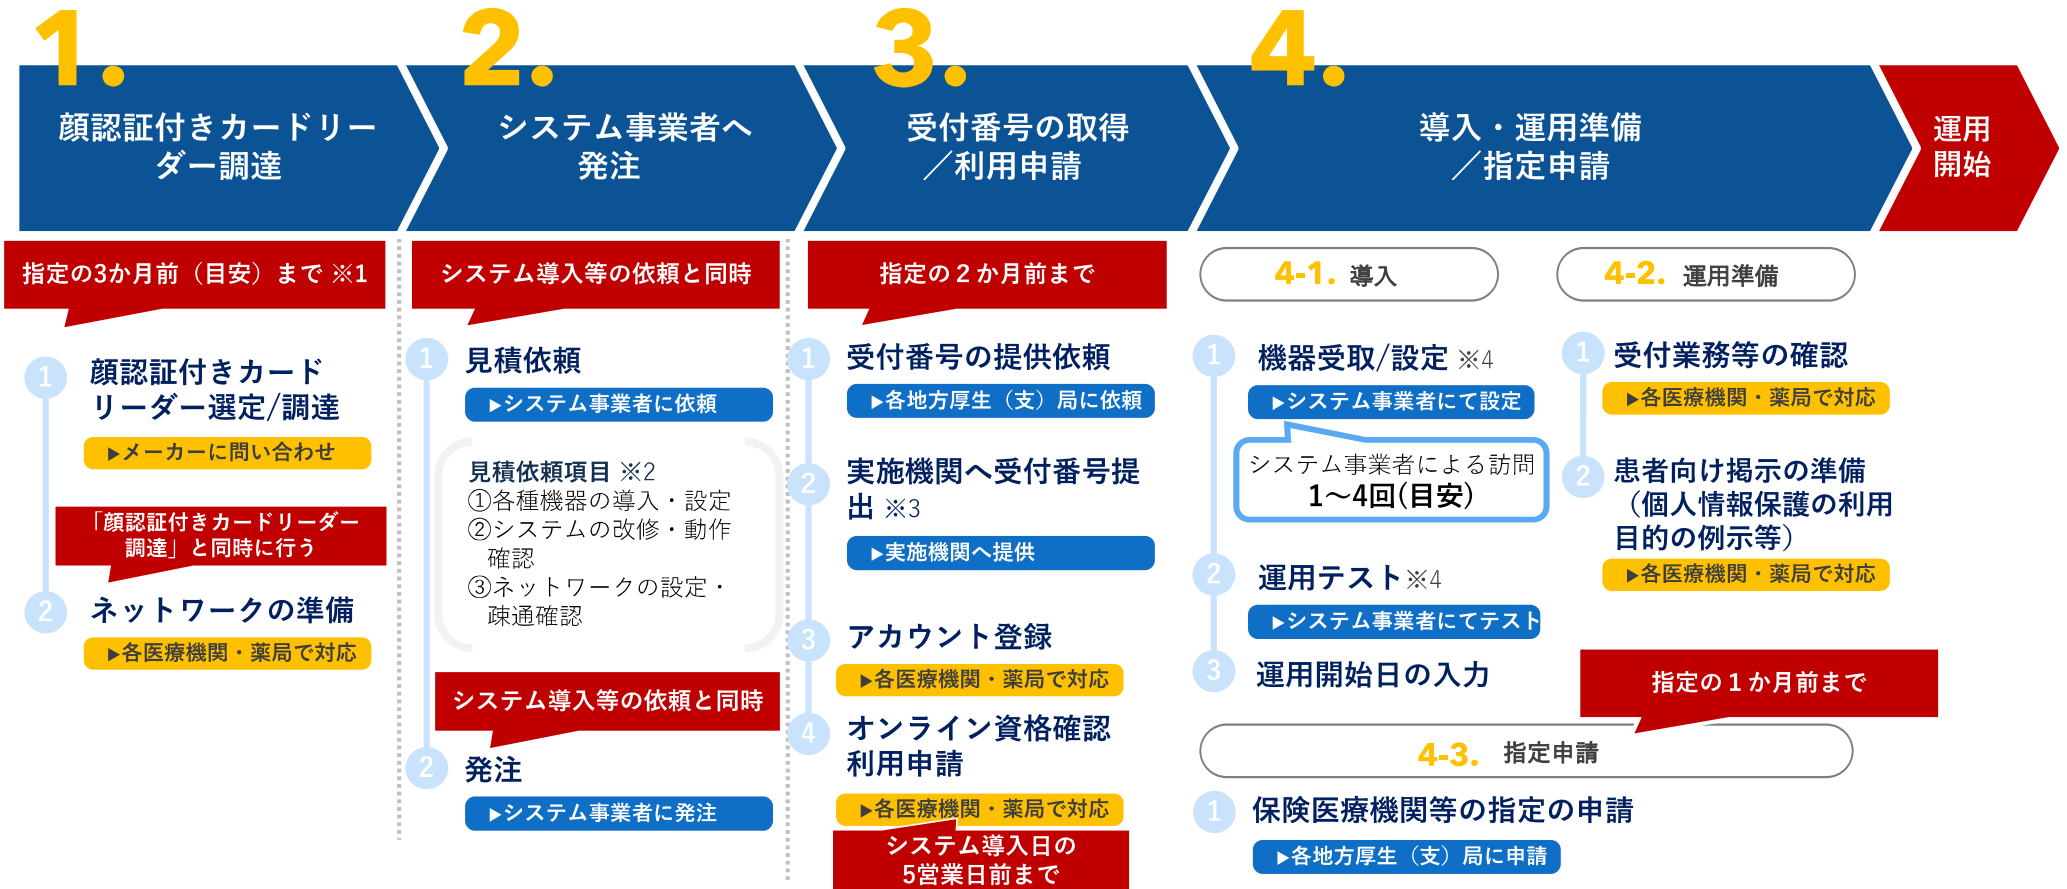 1.
顔認証付きカードリー
ダー調達
2.
システム事業者へ
発注
3.
受付番号の取得
／利用申請
4.
導入・運用準備
／指定申請
運用
開始
指定の3か月前（目安）まで ※1
1
顔認証付きカード
リーダー選定/調達
▶メーカーに問い合わせ
「顔認証付きカードリーダー
調達」と同時に行う
2
ネットワークの準備
▶各医療機関・薬局で対応
システム導入等の依頼と同時
1
見積依頼
▶システム事業者に依頼
見積依頼項目 ※2
①各種機器の導入・設定
②システムの改修・動作
確認
③ネットワークの設定・
疎通確認
システム導入等の依頼と同時
2
発注
▶システム事業者に発注
指定の２か月前まで
1
受付番号の提供依頼
▶各地方厚生（支）局に依頼
2
実施機関へ受付番号提
出 ※3
▶実施機関へ提供
3
アカウント登録
▶各医療機関・薬局で対応
4
オンライン資格確認
利用申請
▶各医療機関・薬局で対応
システム導入日の
5営業日前まで
4-1. 導入
1
機器受取/設定 ※4
▶システム事業者にて設定
システム事業者による訪問
1〜4回(目安)
2
運用テスト※4
▶システム事業者にてテスト
3
運用開始日の入力
4-2. 運用準備
1
受付業務等の確認
▶各医療機関・薬局で対応
2
患者向け掲示の準備
（個人情報保護の利用
目的の例示等）
▶各医療機関・薬局で対応
指定の１か月前まで
4-3. 指定申請
1
保険医療機関等の指定の申請
▶各地方厚生（支）局に申請